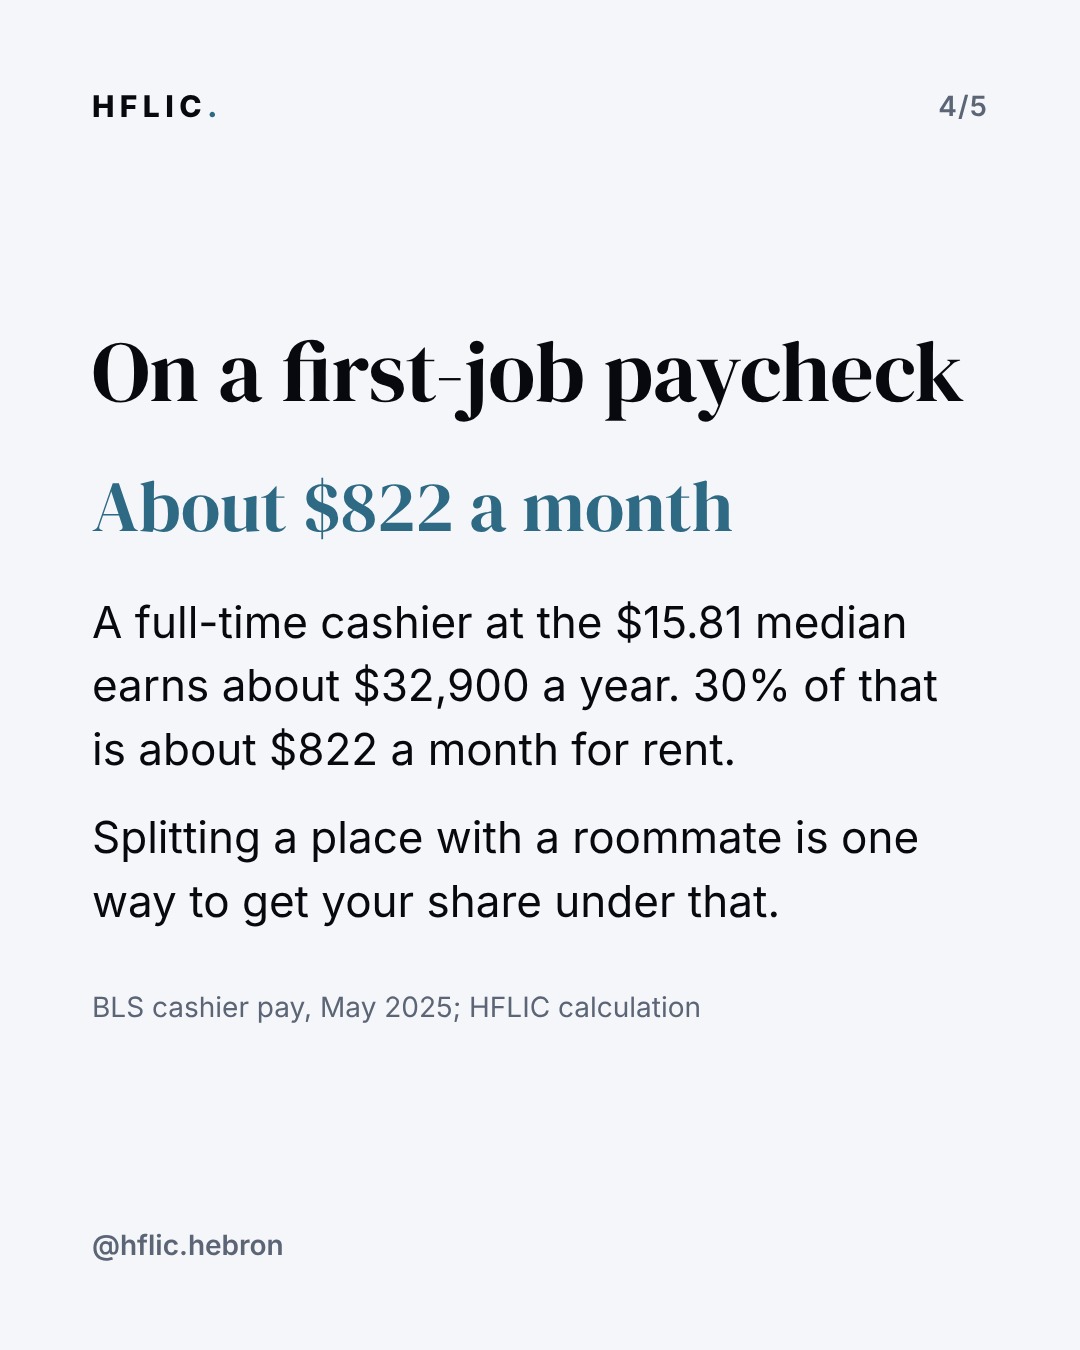 HFLIC.
4/5
On a first-job paycheck
About $822 a month
A full-time cashier at the $15.81 median
earns about $32,900 a year. 30% of that
is about $822 a month for rent.
Splitting a place with a roommate is one
way to get your share under that.
BLS cashier pay, May 2025; HFLIC calculation
@hflic.hebron